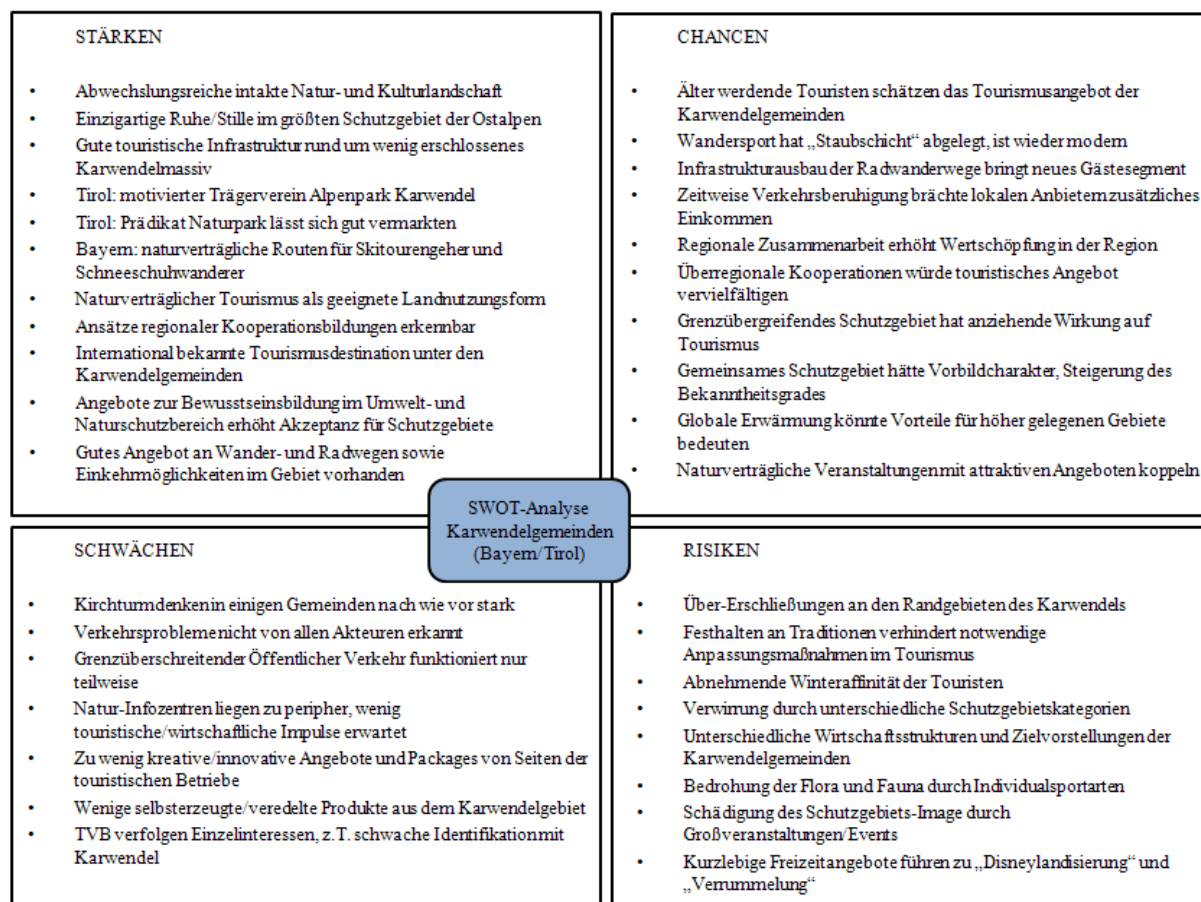 STÄRKEN
• Abwechslungsreiche intakte Natur- und Kulturlandschaft
• Einzigartige Ruhe/Stille im größten Schutzgebiet der Ostalpen
• Gute touristische Infrastruktur rund um wenig erschlossenes
Karwendelmassiv
• Tirol: motivierter Trägerverein Alpenpark Karwendel
• Tirol: Prädikat Naturpark lässt sich gut vermarkten
• Bayern: naturverträgliche Routen für Skitourengeher und
Schneeschuhwanderer
• Naturverträglicher Tourismus als geeignete Landnutzungsform
• Ansätze regionaler Kooperationsbildungen erkennbar
• International bekannte Tourismusdestination unter den
Karwendelgemeinden
• Angebote zur Bewusstseinsbildung im Umwelt- und
Naturschutzbereich erhöht Akzeptanz für Schutzgebiete
• Gutes Angebot an Wander- und Radwegen sowie
Einkehrmöglichkeiten im Gebiet vorhanden
CHANCEN
• Älter werdende Touristen schätzen das Tourismusangebot der
Karwendelgemeinden
• Wandersport hat „Staubschicht“ abgelegt, ist wieder modern
• Infrastrukturausbau der Radwanderwege bringt neues Gästesegment
• Zeitweise Verkehrsberuhigung brächte lokalen Anbietern zusätzliches
Einkommen
• Regionale Zusammenarbeit erhöht Wertschöpfung in der Region
• Überregionale Kooperationen würde touristisches Angebot
vervielfältigen
• Grenzübergreifendes Schutzgebiet hat anziehende Wirkung auf
Tourismus
• Gemeinsames Schutzgebiet hätte Vorbildcharakter, Steigerung des
Bekanntheitsgrades
• Globale Erwärmung könnte Vorteile für höher gelegenen Gebiete
bedeuten
• Naturverträgliche Veranstaltungen mit attraktiven Angeboten koppeln
SWOT-Analyse
Karwendelgemeinden
(Bayern/Tirol)
SCHWÄCHEN
• Kirchturmdenken in einigen Gemeinden nach wie vor stark
• Verkehrsprobleme nicht von allen Akteuren erkannt
• Grenzüberschreitender Öffentlicher Verkehr funktioniert nur
teilweise
• Natur-Infozentren liegen zu peripher, wenig
touristische/wirtschaftliche Impulse erwartet
• Zu wenig kreative/innovative Angebote und Packages von Seiten der
touristischen Betriebe
• Wenige selbsterzeugte/veredelte Produkte aus dem Karwendelgebiet
• TVB verfolgen Einzelinteressen, z.T. schwache Identifikation mit
Karwendel
RISIKEN
• Über-Erschließungen an den Randgebieten des Karwendels
• Festhalten an Traditionen verhindert notwendige
Anpassungsmaßnahmen im Tourismus
• Abnehmende Winteraffinität der Touristen
• Verwirrung durch unterschiedliche Schutzgebietskategorien
• Unterschiedliche Wirtschaftsstrukturen und Zielvorstellungen der
Karwendelgemeinden
• Bedrohung der Flora und Fauna durch Individualsportarten
• Schädigung des Schutzgebiets-Image durch
Großveranstaltungen/Events
• Kurzlebige Freizeitangebote führen zu „Disneylandisierung“ und
„Verrummelung“